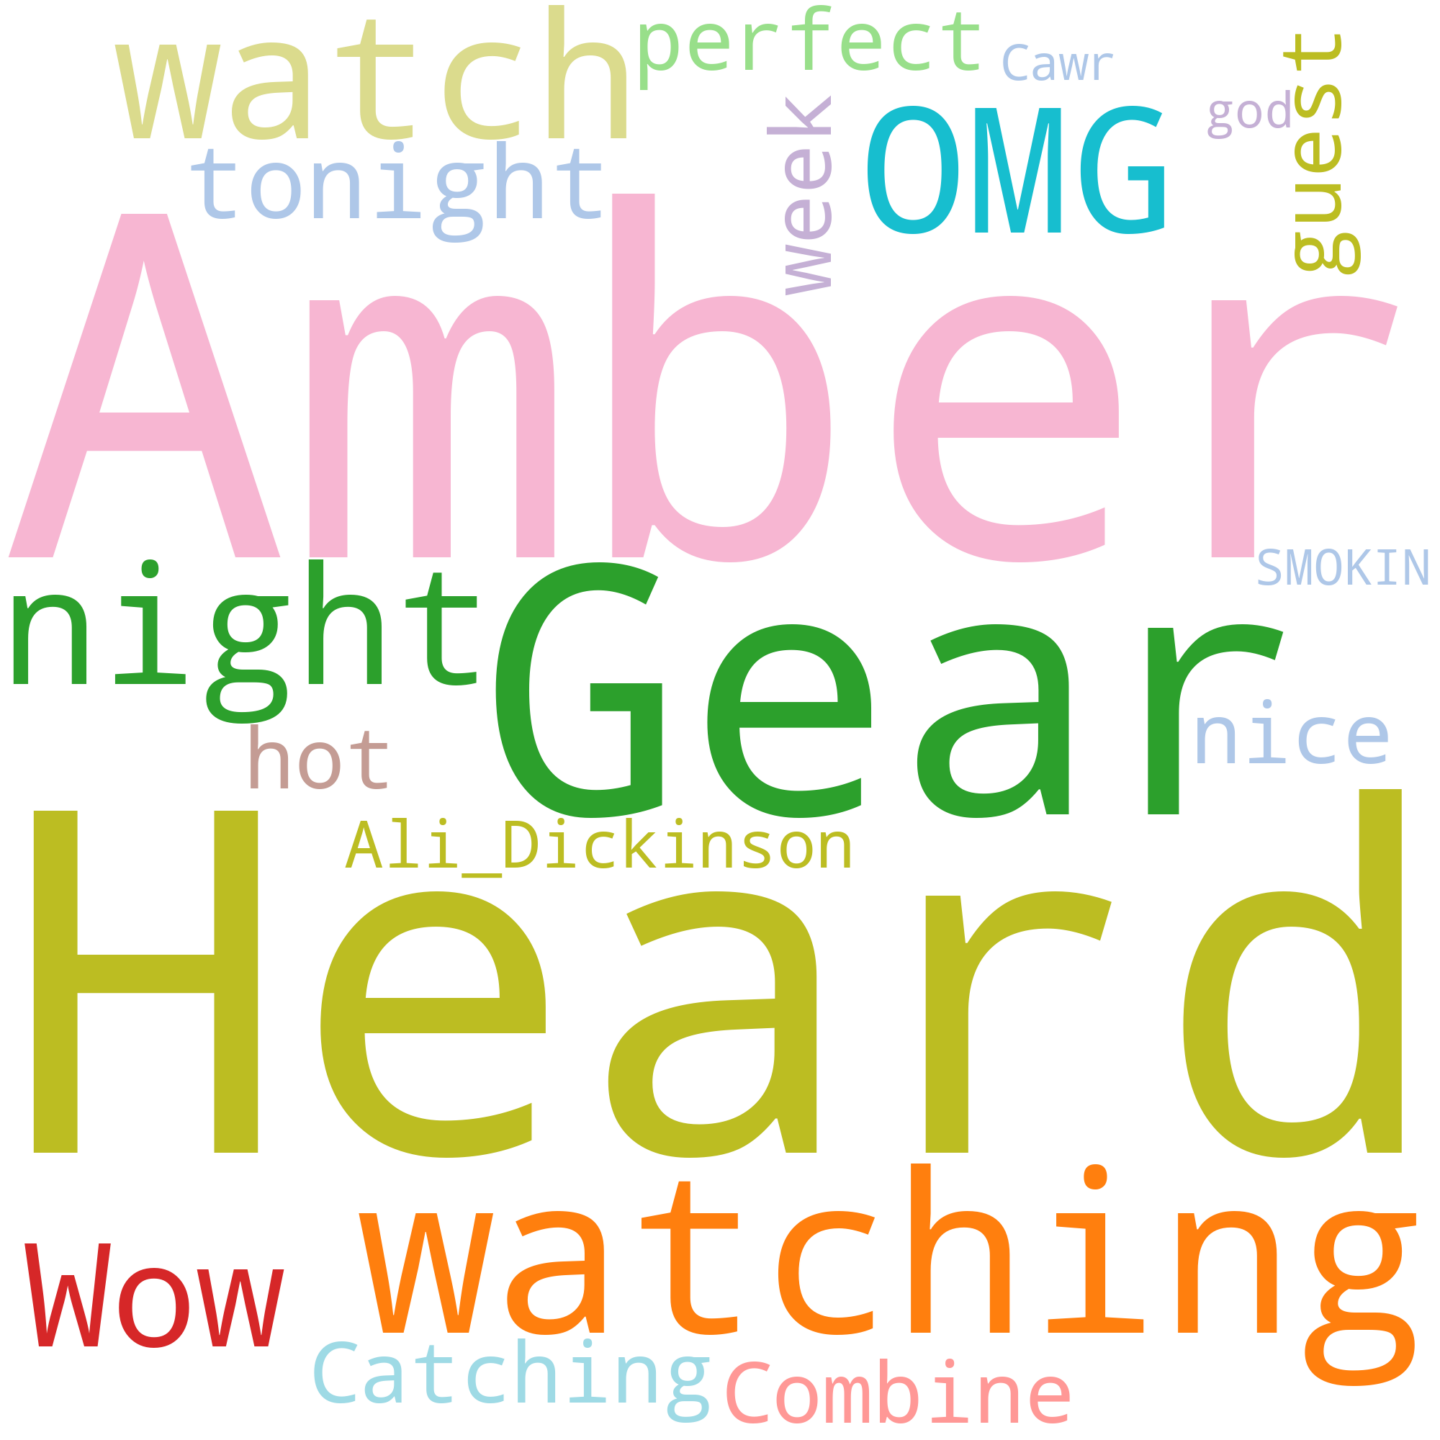 watch
perfect
Cawr
god
guest
week
OMG
tonight
Amber
SMOKIN
night
Gear
nice
hot
Ali_Dickinson
Heard
watching
Wow
Catching
Combine